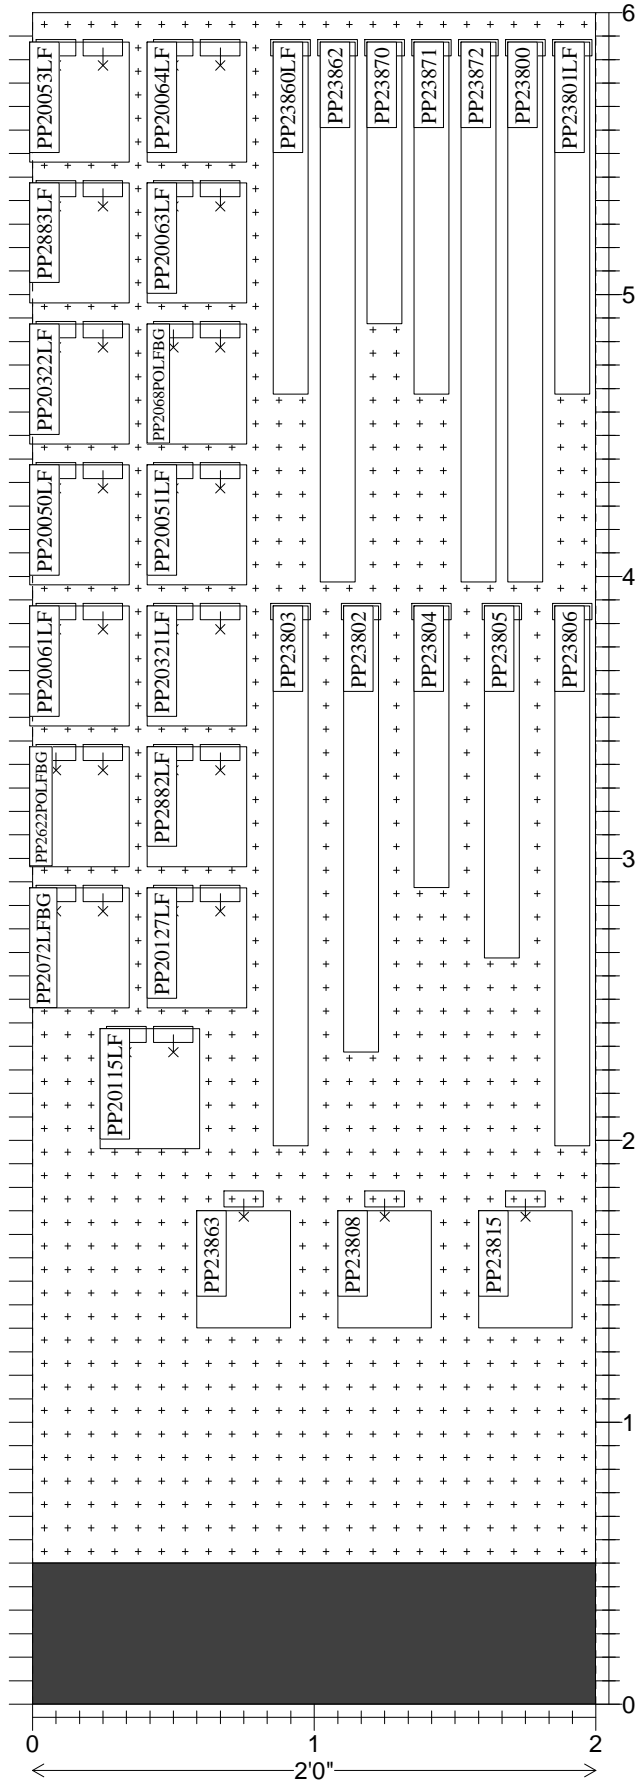 6
PP20053LF
PP20064LF
PP23860LF
PP23862
PP23870
PP23871
PP23872
PP23800
PP23801LF
PP2883LF
PP20063LF
5
PP20322LF
PP2068POLFBG
PP20050LF
PP20051LF
4
PP20061LF
PP20321LF
PP23803
PP23802
PP23804
PP23805
PP23806
PP2622POLFBG
PP2882LF
3
PP2072LFBG
PP20127LF
PP20115LF
2
PP23863
PP23808
PP23815
1
0
0
1
2
2'0"